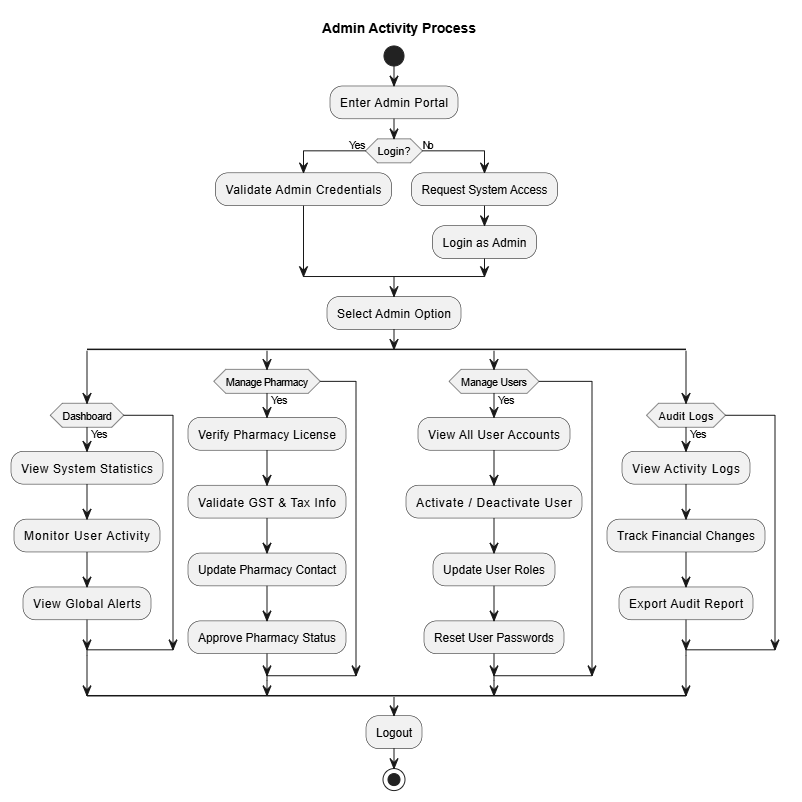 Admin Activity Process
Enter Admin Portal
Yes
Login?
No
Validate Admin Credentials
Request System Access
Login as Admin
Select Admin Option
Dashboard
Yes
View System Statistics
Monitor User Activity
View Global Alerts
Manage Pharmacy
Yes
Verify Pharmacy License
Validate GST & Tax Info
Update Pharmacy Contact
Approve Pharmacy Status
Manage Users
Yes
View All User Accounts
Activate / Deactivate User
Update User Roles
Reset User Passwords
Audit Logs
Yes
View Activity Logs
Track Financial Changes
Export Audit Report
Logout